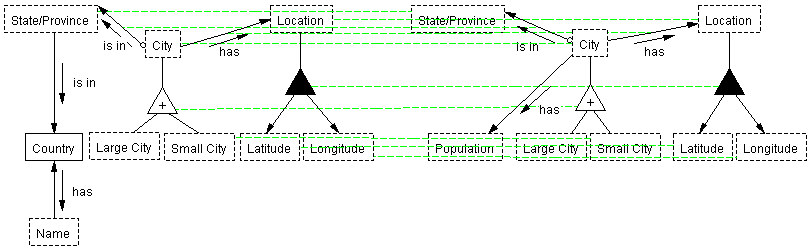 State/Province
Location
State/Province
Location
is in
City
has
is in
City
has
is in
+
has
+
Country
Large City
Small City
Latitude
Longitude
Population
Large City
Small City
Latitude
Longitude
has
Name